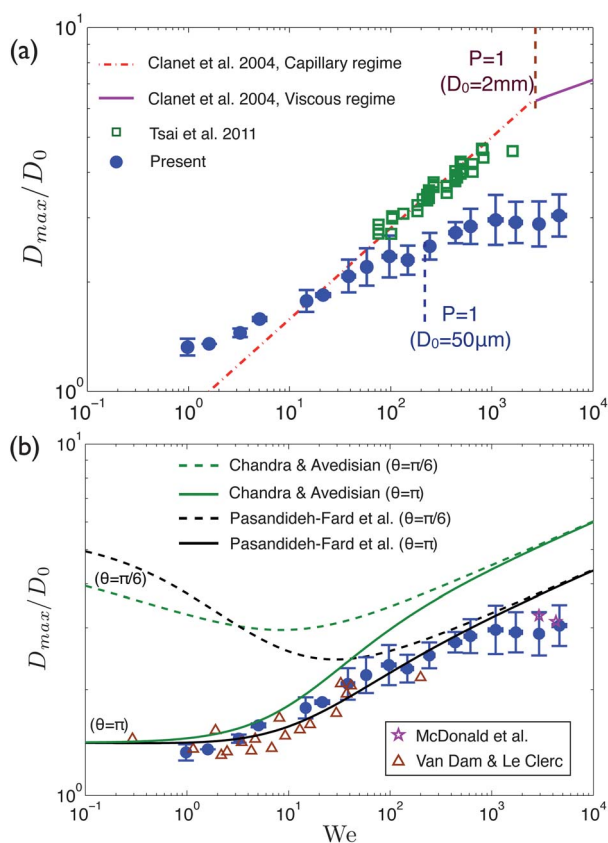 (a)
10¹
Clanet et al. 2004, Capillary regime
Clanet et al. 2004, Viscous regime
Tsai et al. 2011
Present
P=1
(D₀=2mm)
P=1
(D₀=50μm)
D_max/D₀
10⁰
10⁻¹ 10⁰ 10¹ 10² 10³ 10⁴
(b)
10¹
Chandra & Avedisian (θ=π/6)
Chandra & Avedisian (θ=π)
Pasandideh-Fard et al. (θ=π/6)
Pasandideh-Fard et al. (θ=π)
(θ=π/6)
(θ=π)
D_max/D₀
McDonald et al.
Van Dam & Le Clerc
10⁰
10⁻¹ 10⁰ 10¹ 10² 10³ 10⁴
We